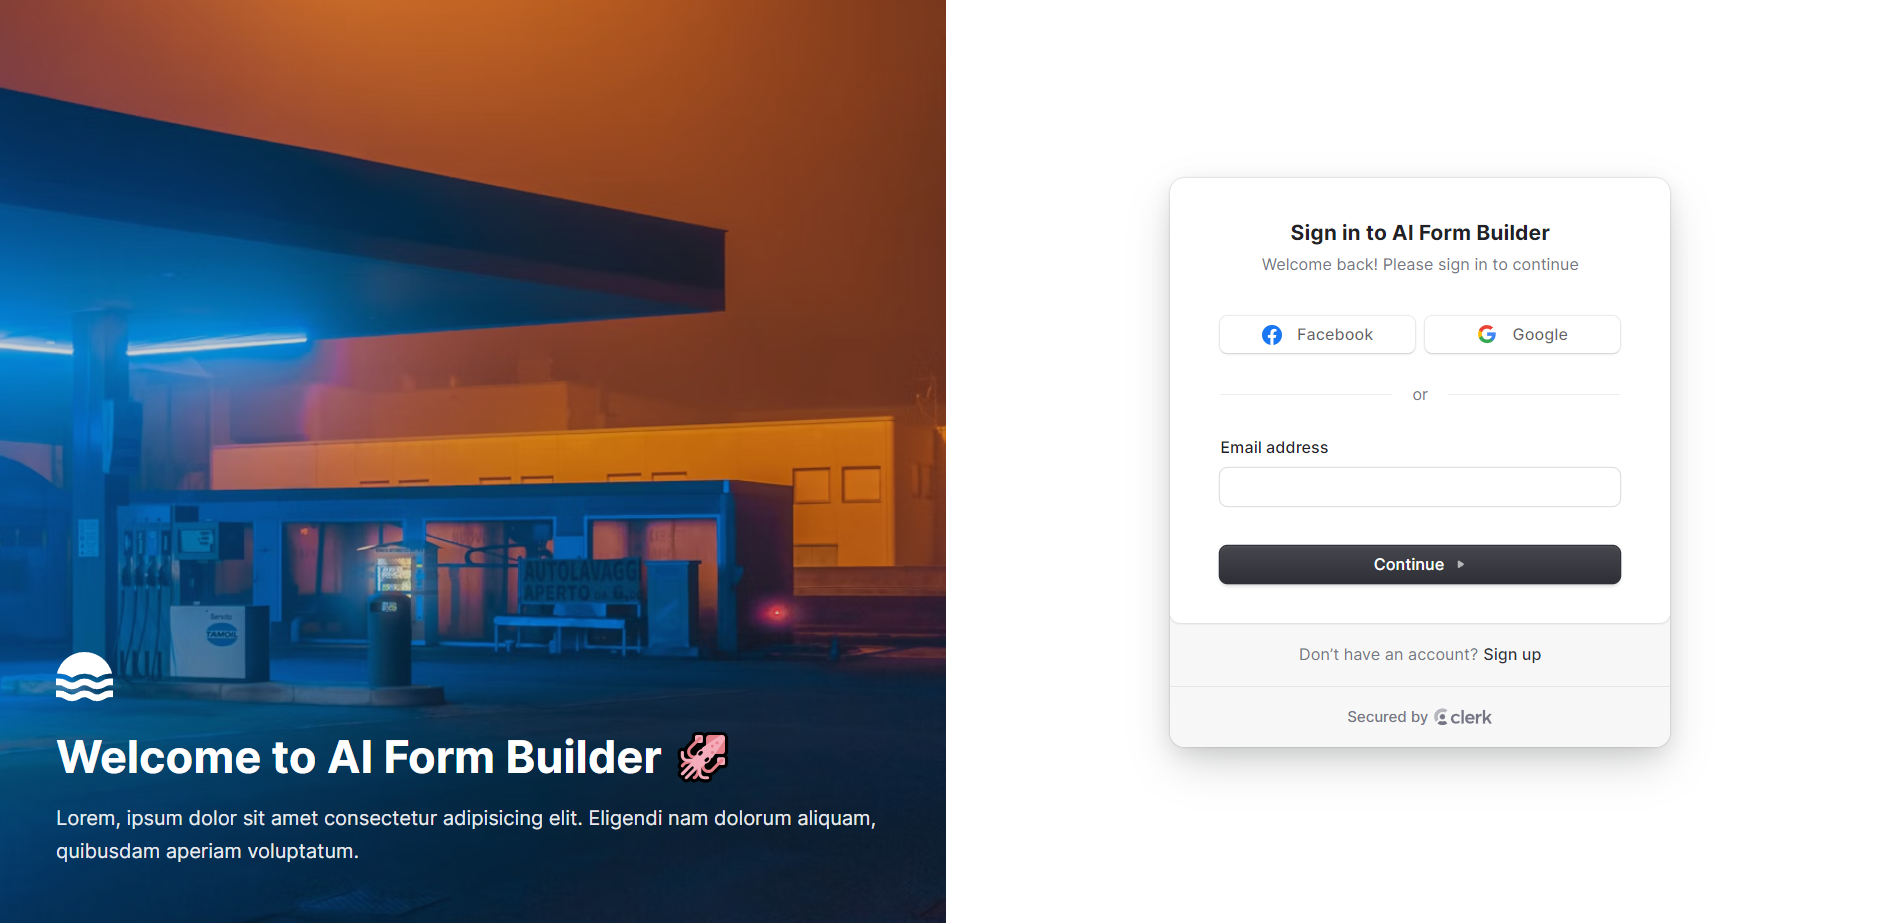 AUTOLAVAGG
APERTO
Servito
TAMOIL
Welcome to AI Form Builder
Lorem, ipsum dolor sit amet consectetur adipisicing elit. Eligendi nam dolorum aliquam,
quibusdam aperiam voluptatum.
Sign in to AI Form Builder
Welcome back! Please sign in to continue
Facebook
Google
or
Email address
Continue
Don’t have an account? Sign up
Secured by clerk